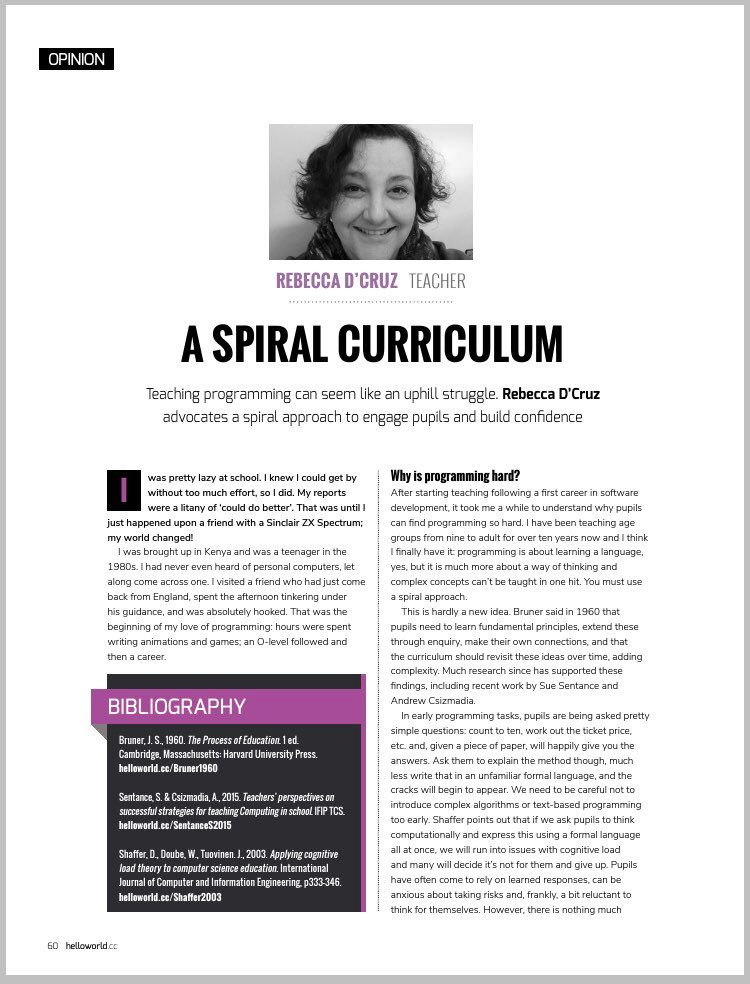 OPINION
REBECCA D'CRUZ TEACHER
A SPIRAL CURRICULUM
Teaching programming can seem like an uphill struggle. Rebecca D'Cruz
advocates a spiral approach to engage pupils and build confidence
I was pretty lazy at school. I knew I could get by
without too much effort, so I did. My reports
were a litany of 'could do better'. That was until I
just happened upon a friend with a Sinclair ZX Spectrum;
my world changed!
I was brought up in Kenya and was a teenager in the
1980s. I had never even heard of personal computers, let
along come across one. I visited a friend who had just come
back from England, spent the afternoon tinkering under
his guidance, and was absolutely hooked. That was the
beginning of my love of programming: hours were spent
writing animations and games; an O-level followed and
then a career.
BIBLIOGRAPHY
Bruner, J. S., 1960. The Process of Education. 1 ed.
Cambridge, Massachusetts: Harvard University Press.
helloworld.cc/Bruner1960
Sentance, S. & Csizmadia, A., 2015. Teachers' perspectives on
successful strategies for teaching Computing in school. IFIP TCS.
helloworld.cc/SentanceS2015
Shaffer, D., Doube, W., Tuovinen. J., 2003. Applying cognitive
load theory to computer science education. International
Journal of Computer and Information Engineering, p333-346.
helloworld.cc/Shaffer2003
Why is programming hard?
After starting teaching following a first career in software
development, it took me a while to understand why pupils
can find programming so hard. I have been teaching age
groups from nine to adult for over ten years now and I think
I finally have it: programming is about learning a language,
yes, but it is much more about a way of thinking and
complex concepts can't be taught in one hit. You must use
a spiral approach.
This is hardly a new idea. Bruner said in 1960 that
pupils need to learn fundamental principles, extend these
through enquiry, make their own connections, and that
the curriculum should revisit these ideas over time, adding
complexity. Much research since has supported these
findings, including recent work by Sue Sentance and
Andrew Csizmadia.
In early programming tasks, pupils are being asked pretty
simple questions: count to ten, work out the ticket price,
etc. and, given a piece of paper, will happily give you the
answers. Ask them to explain the method though, much
less write that in an unfamiliar formal language, and the
cracks will begin to appear. We need to be careful not to
introduce complex algorithms or text-based programming
too early. Shaffer points out that if we ask pupils to think
computationally and express this using a formal language
all at once, we will run into issues with cognitive load
and many will decide it's not for them and give up. Pupils
have often come to rely on learned responses, can be
anxious about taking risks and, frankly, a bit reluctant to
think for themselves. However, there is nothing much
60 helloworld.cc